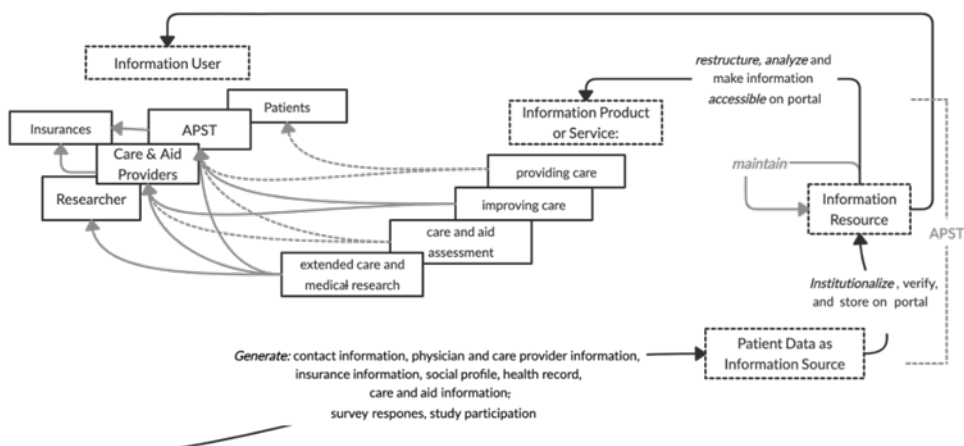 Information User
restructure, analyze and
make information
accessible on portal
Patients
Information Product
or Service:
Insurances
APST
Care & Aid
Providers
maintain
providing care
Researcher
improving care
Information
Resource
care and aid
assessment
APST
extended care and
medical research
Institutionalize , verify,
and store on portal
Generate: contact information, physician and care provider information,
insurance information, social profile, health record,
care and aid information;
survey respones, study participation
Patient Data as
Information Source